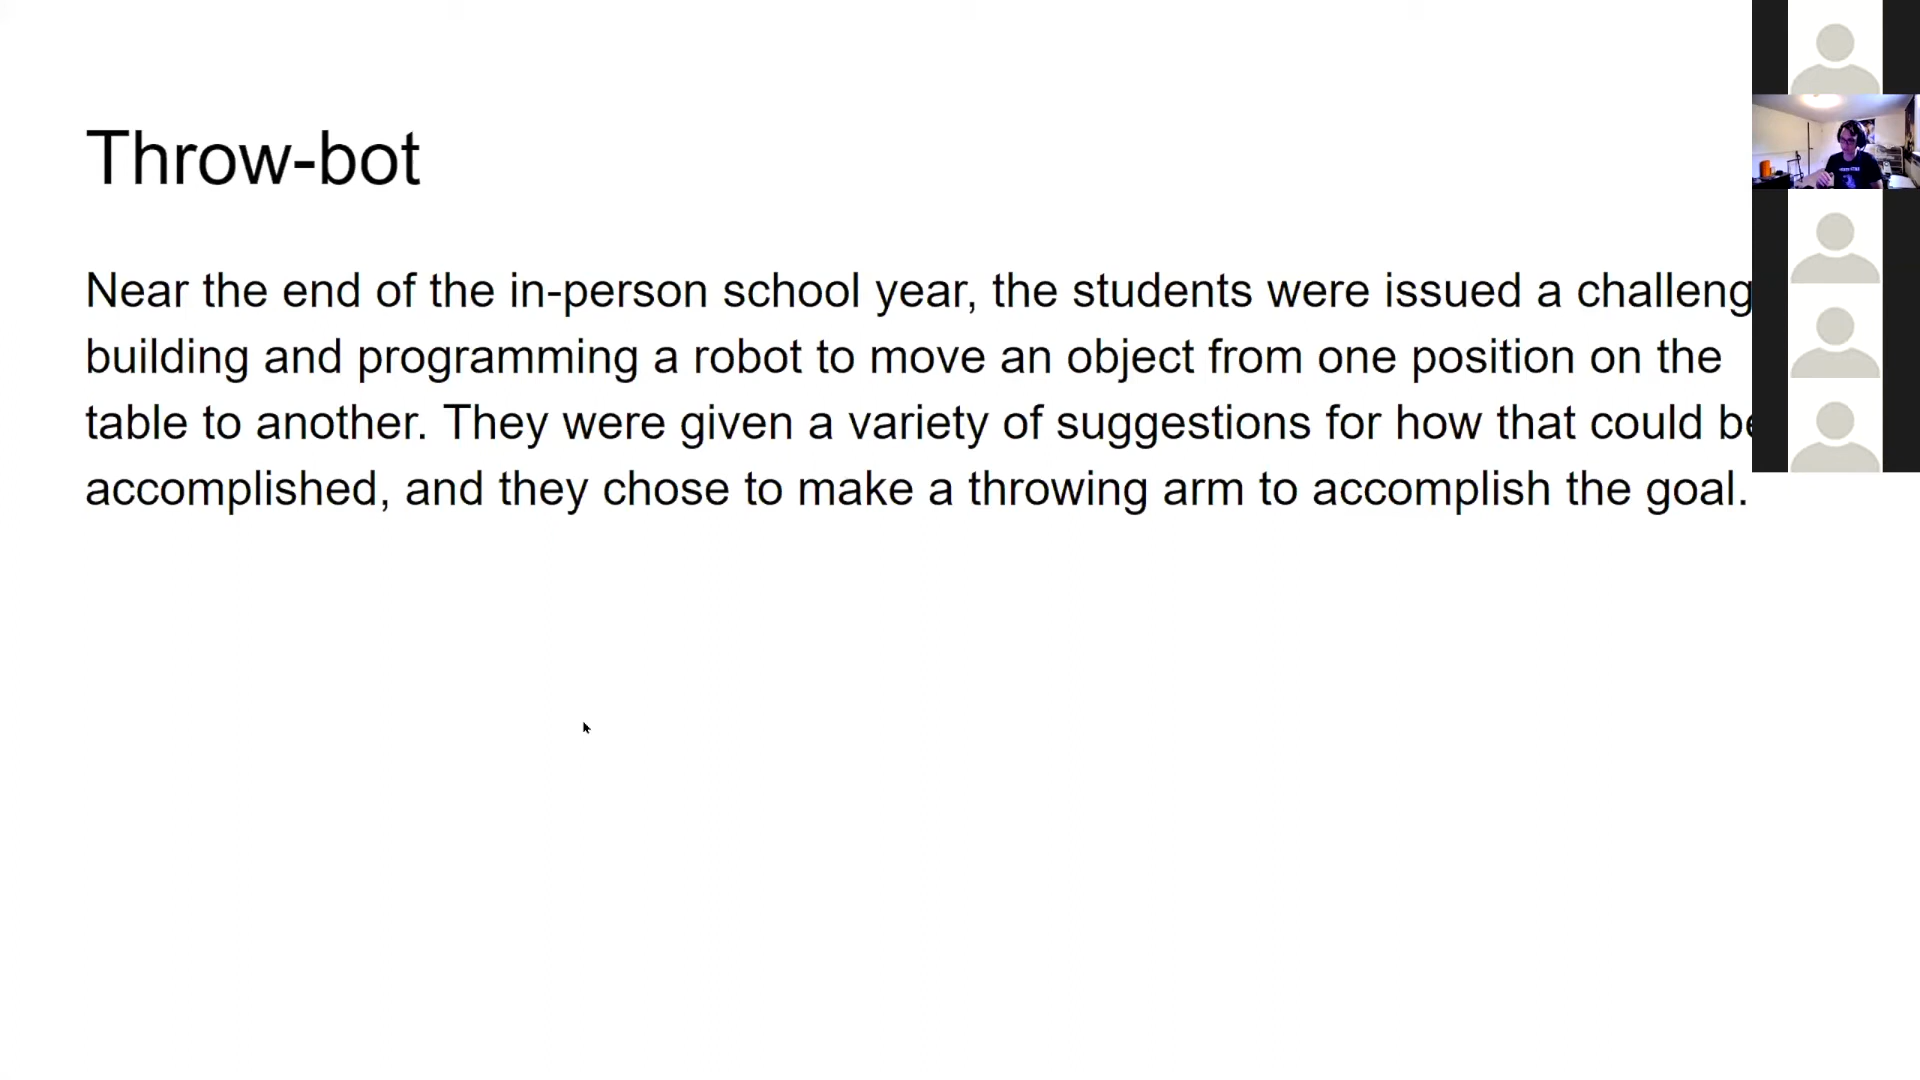 Throw-bot
Near the end of the in-person school year, the students were issued a challeng
building and programming a robot to move an object from one position on the
table to another. They were given a variety of suggestions for how that could be
accomplished, and they chose to make a throwing arm to accomplish the goal.